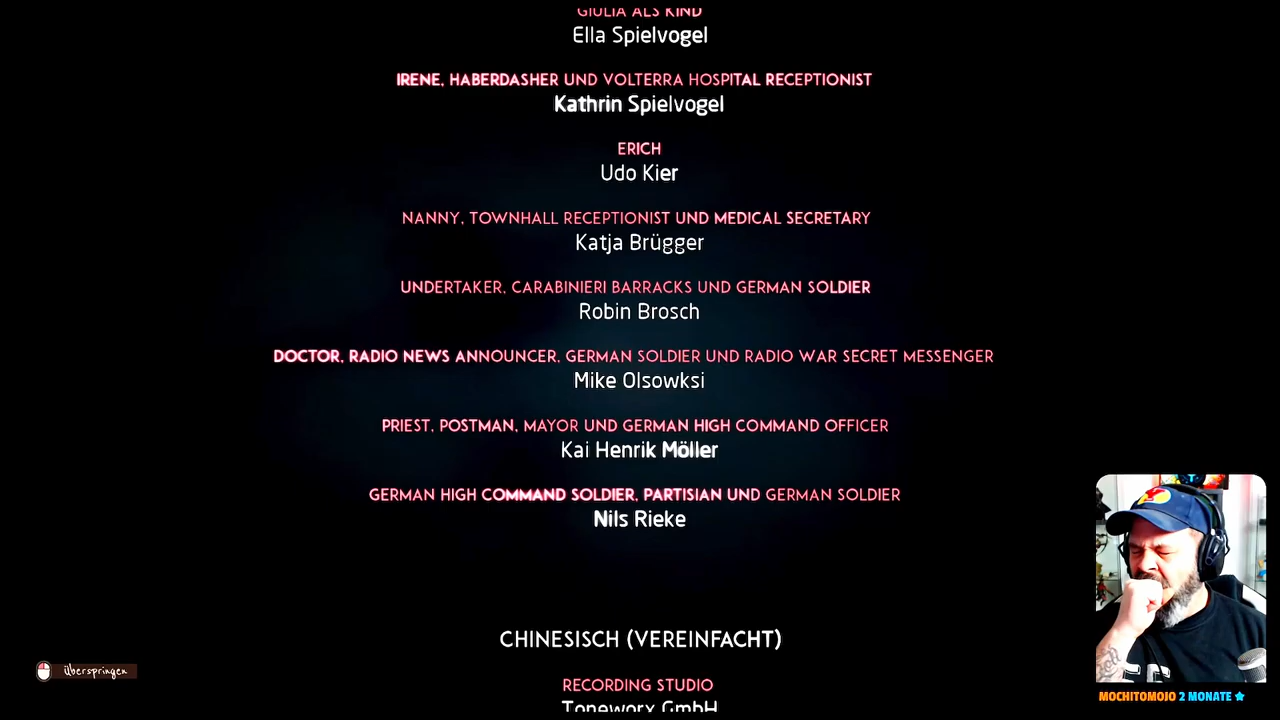 GIULIA ALS KIND
Ella Spielvogel
IRENE, HABERDASHER UND VOLTERRA HOSPITAL RECEPTIONIST
Kathrin Spielvogel
ERICH
Udo Kier
NANNY, TOWNHALL RECEPTIONIST UND MEDICAL SECRETARY
Katja Brügger
UNDERTAKER, CARABINIERI BARRACKS UND GERMAN SOLDIER
Robin Brosch
DOCTOR, RADIO NEWS ANNOUNCER, GERMAN SOLDIER UND RADIO WAR SECRET MESSENGER
Mike Olsowksi
PRIEST, POSTMAN, MAYOR UND GERMAN HIGH COMMAND OFFICER
Kai Henrik Möller
GERMAN HIGH COMMAND SOLDIER, PARTISIAN UND GERMAN SOLDIER
Nils Rieke
CHINESISCH (VEREINFACHT)
überspringen
RECORDING STUDIO
Toneworx GmbH
MOCHITOMOJO 2 MONATE